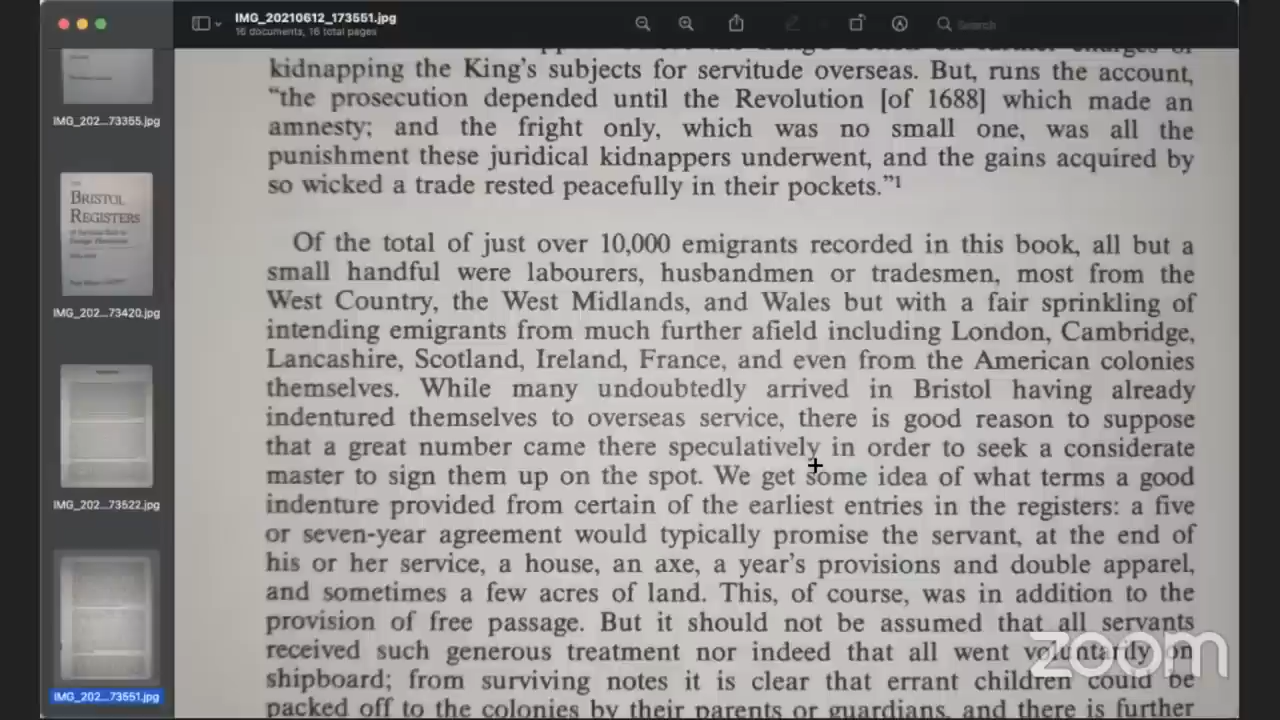 IMG_20210612_173551.jpg
16 documents, 16 total pages
Search
IMG_202...73355.jpg
BRISTOL
REGISTERS
IMG_202...73420.jpg
IMG_202...73522.jpg
IMG_202...73551.jpg
kidnapping the King's subjects for servitude overseas. But, runs the account,
“the prosecution depended until the Revolution [of 1688] which made an
amnesty; and the fright only, which was no small one, was all the
punishment these juridical kidnappers underwent, and the gains acquired by
so wicked a trade rested peacefully in their pockets.”1
Of the total of just over 10,000 emigrants recorded in this book, all but a
small handful were labourers, husbandmen or tradesmen, most from the
West Country, the West Midlands, and Wales but with a fair sprinkling of
intending emigrants from much further afield including London, Cambridge,
Lancashire, Scotland, Ireland, France, and even from the American colonies
themselves. While many undoubtedly arrived in Bristol having already
indentured themselves to overseas service, there is good reason to suppose
that a great number came there speculatively in order to seek a considerate
master to sign them up on the spot. We get some idea of what terms a good
indenture provided from certain of the earliest entries in the registers: a five
or seven-year agreement would typically promise the servant, at the end of
his or her service, a house, an axe, a year's provisions and double apparel,
and sometimes a few acres of land. This, of course, was in addition to the
provision of free passage. But it should not be assumed that all servants
received such generous treatment nor indeed that all went voluntarily on
shipboard; from surviving notes it is clear that errant children could be
packed off to the colonies by their parents or guardians, and there is further
zoom